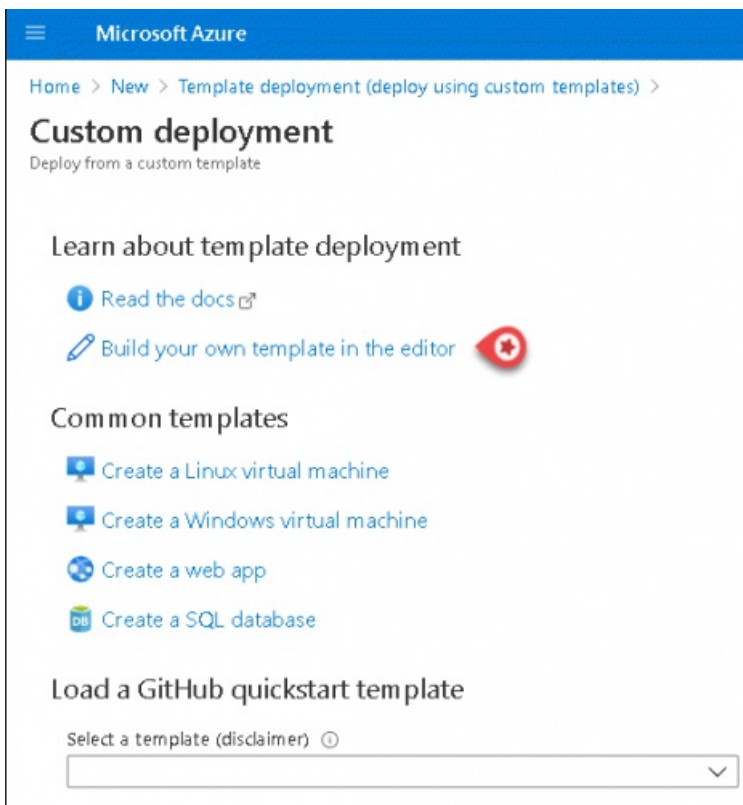 Microsoft Azure
Home > New > Template deployment (deploy using custom templates) >
Custom deployment
Deploy from a custom template
Learn about template deployment
Read the docs
Build your own template in the editor
Common templates
Create a Linux virtual machine
Create a Windows virtual machine
Create a web app
DB Create a SQL database
Load a GitHub quickstart template
Select a template (disclaimer)